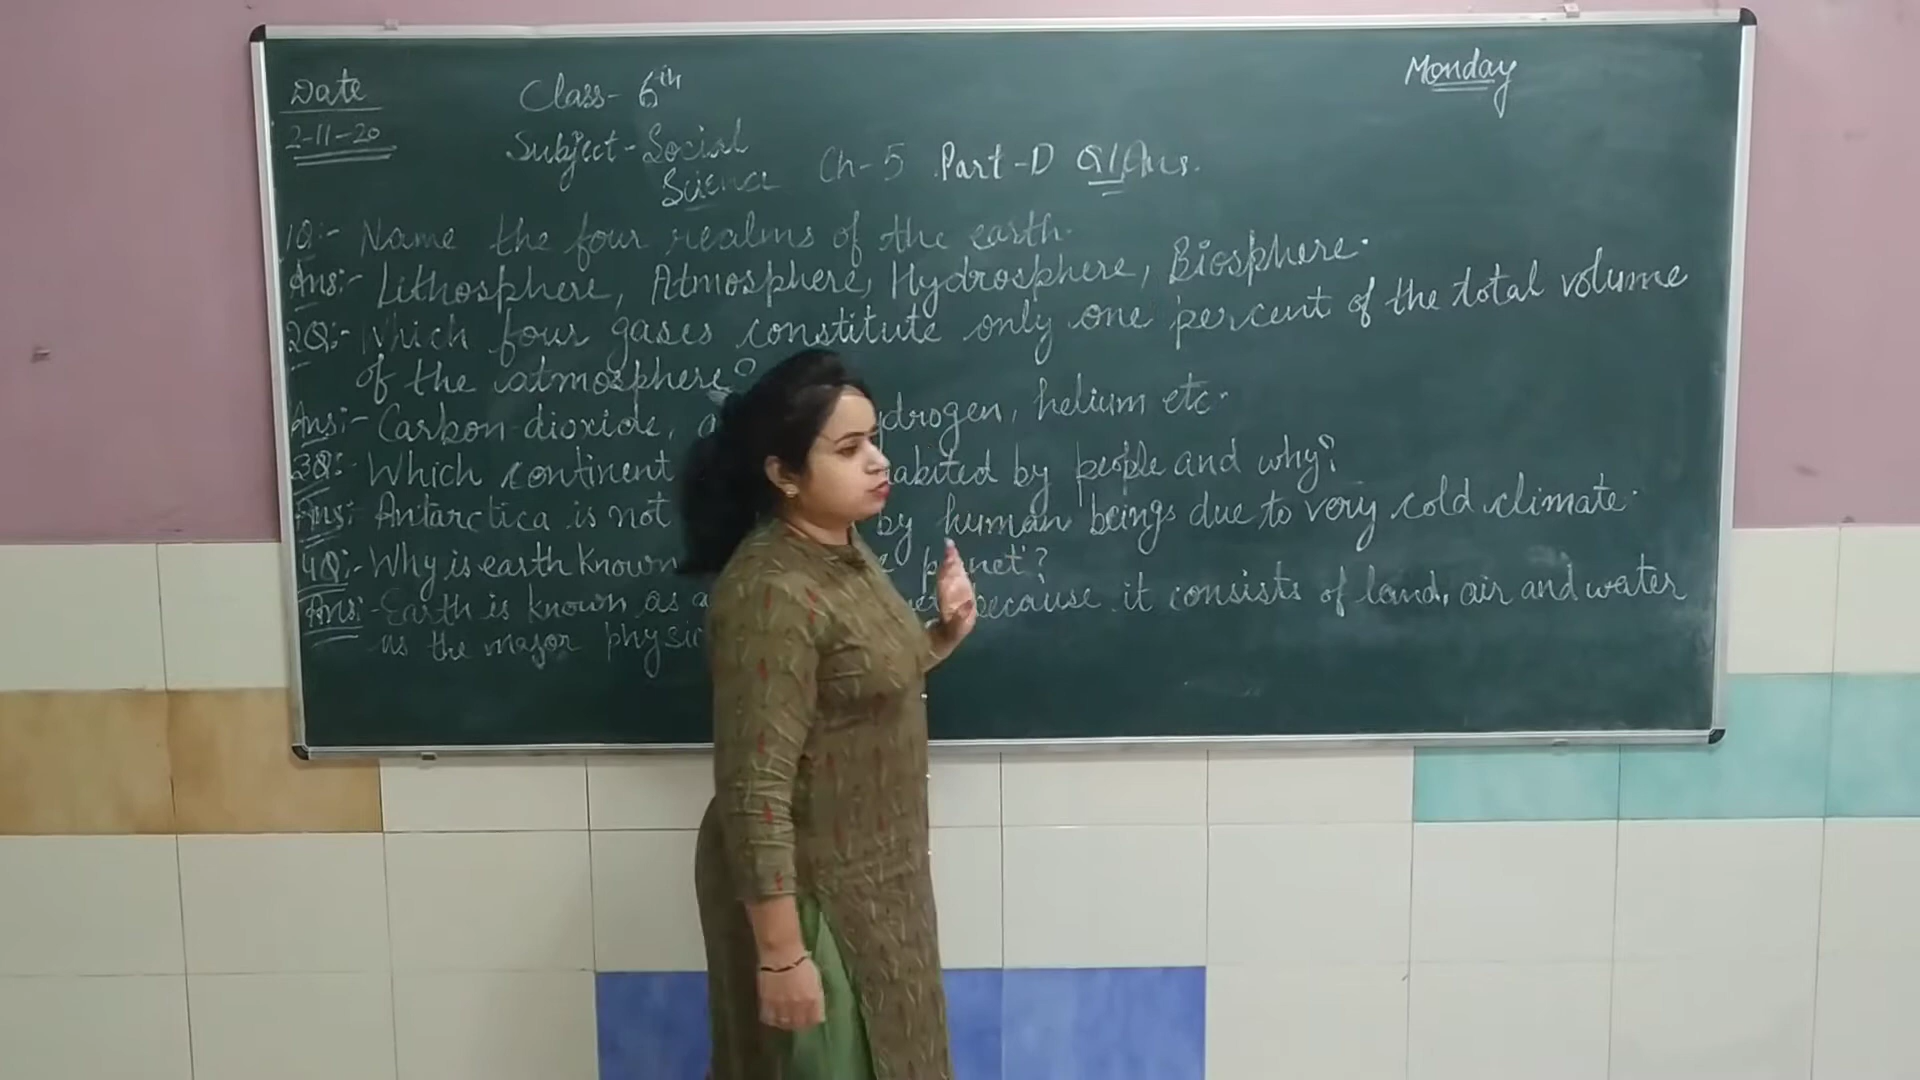 Date
2-11-20
Class- 6th
Subject- Social
Science
Ch-5 Part-D Q/Ans.
Monday
1Q:- Name the four realms of the earth.
Ans:- Lithosphere, Atmosphere, Hydrosphere, Biosphere.
2Q:- Which four gases constitute only one percent of the total volume
of the atmosphere?
Ans:- Carbon dioxide, helium etc.
3Q:- Which continent by people and why?
Ans:- Antarctica is not by human beings due to very cold climate.
4Q:- Why is earth known planet'?
Ans:- Earth is known as a because it consists of land, air and water
as the major